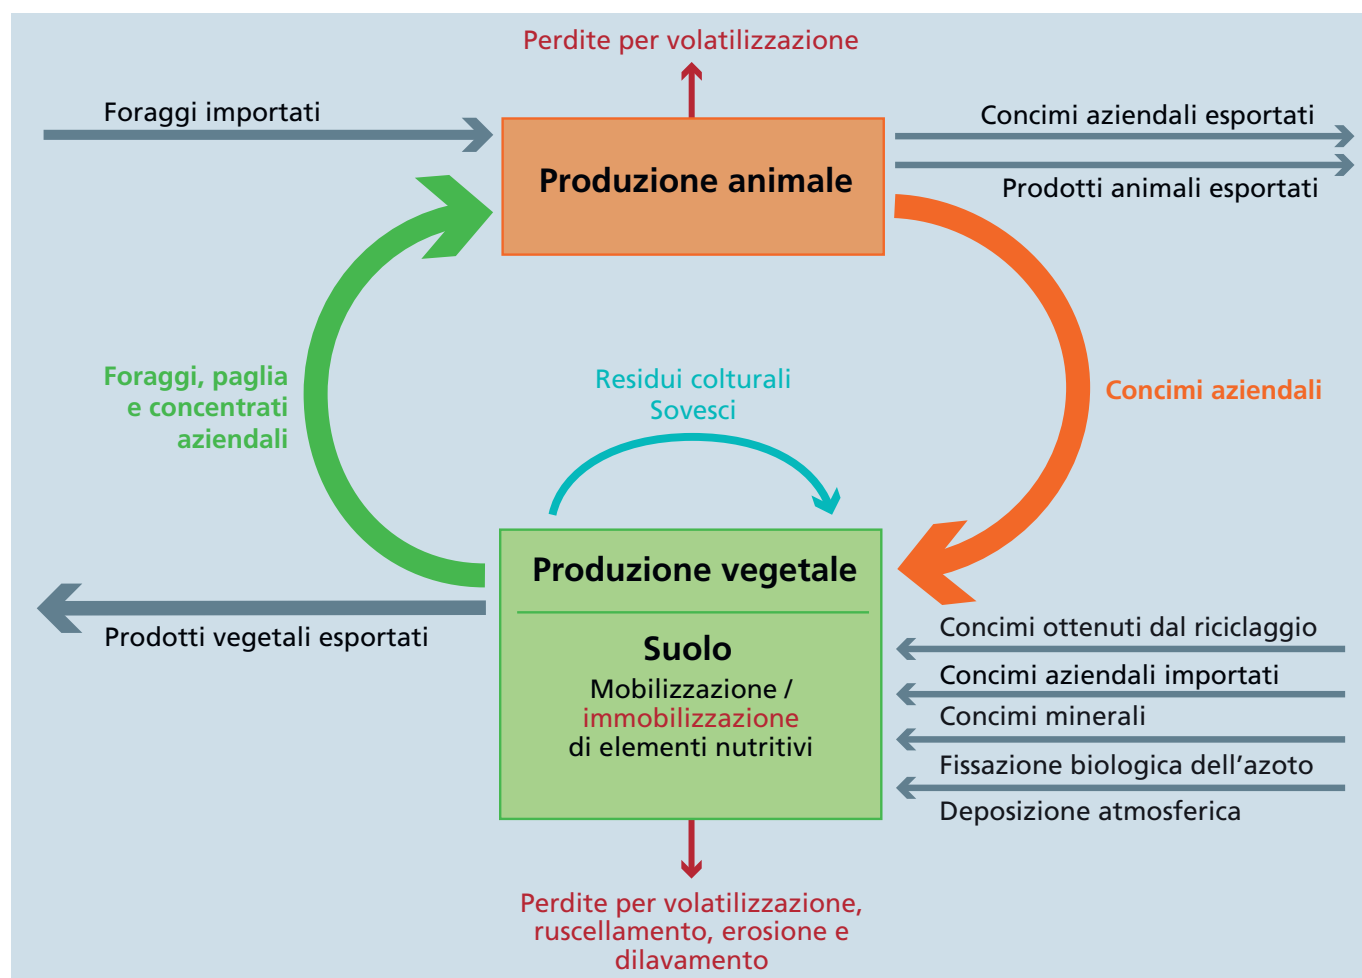 Perdite per volatilizzazione
Foraggi importati
Concimi aziendali esportati
Produzione animale
Prodotti animali esportati
Foraggi, paglia
e concentrati
aziendali
Residui colturali
Sovesci
Concimi aziendali
Produzione vegetale
Prodotti vegetali esportati
Suolo
Mobilizzazione /
immobilizzazione
di elementi nutritivi
Concimi ottenuti dal riciclaggio
Concimi aziendali importati
Concimi minerali
Fissazione biologica dell’azoto
Deposizione atmosferica
Perdite per volatilizzazione,
ruscellamento, erosione e
dilavamento